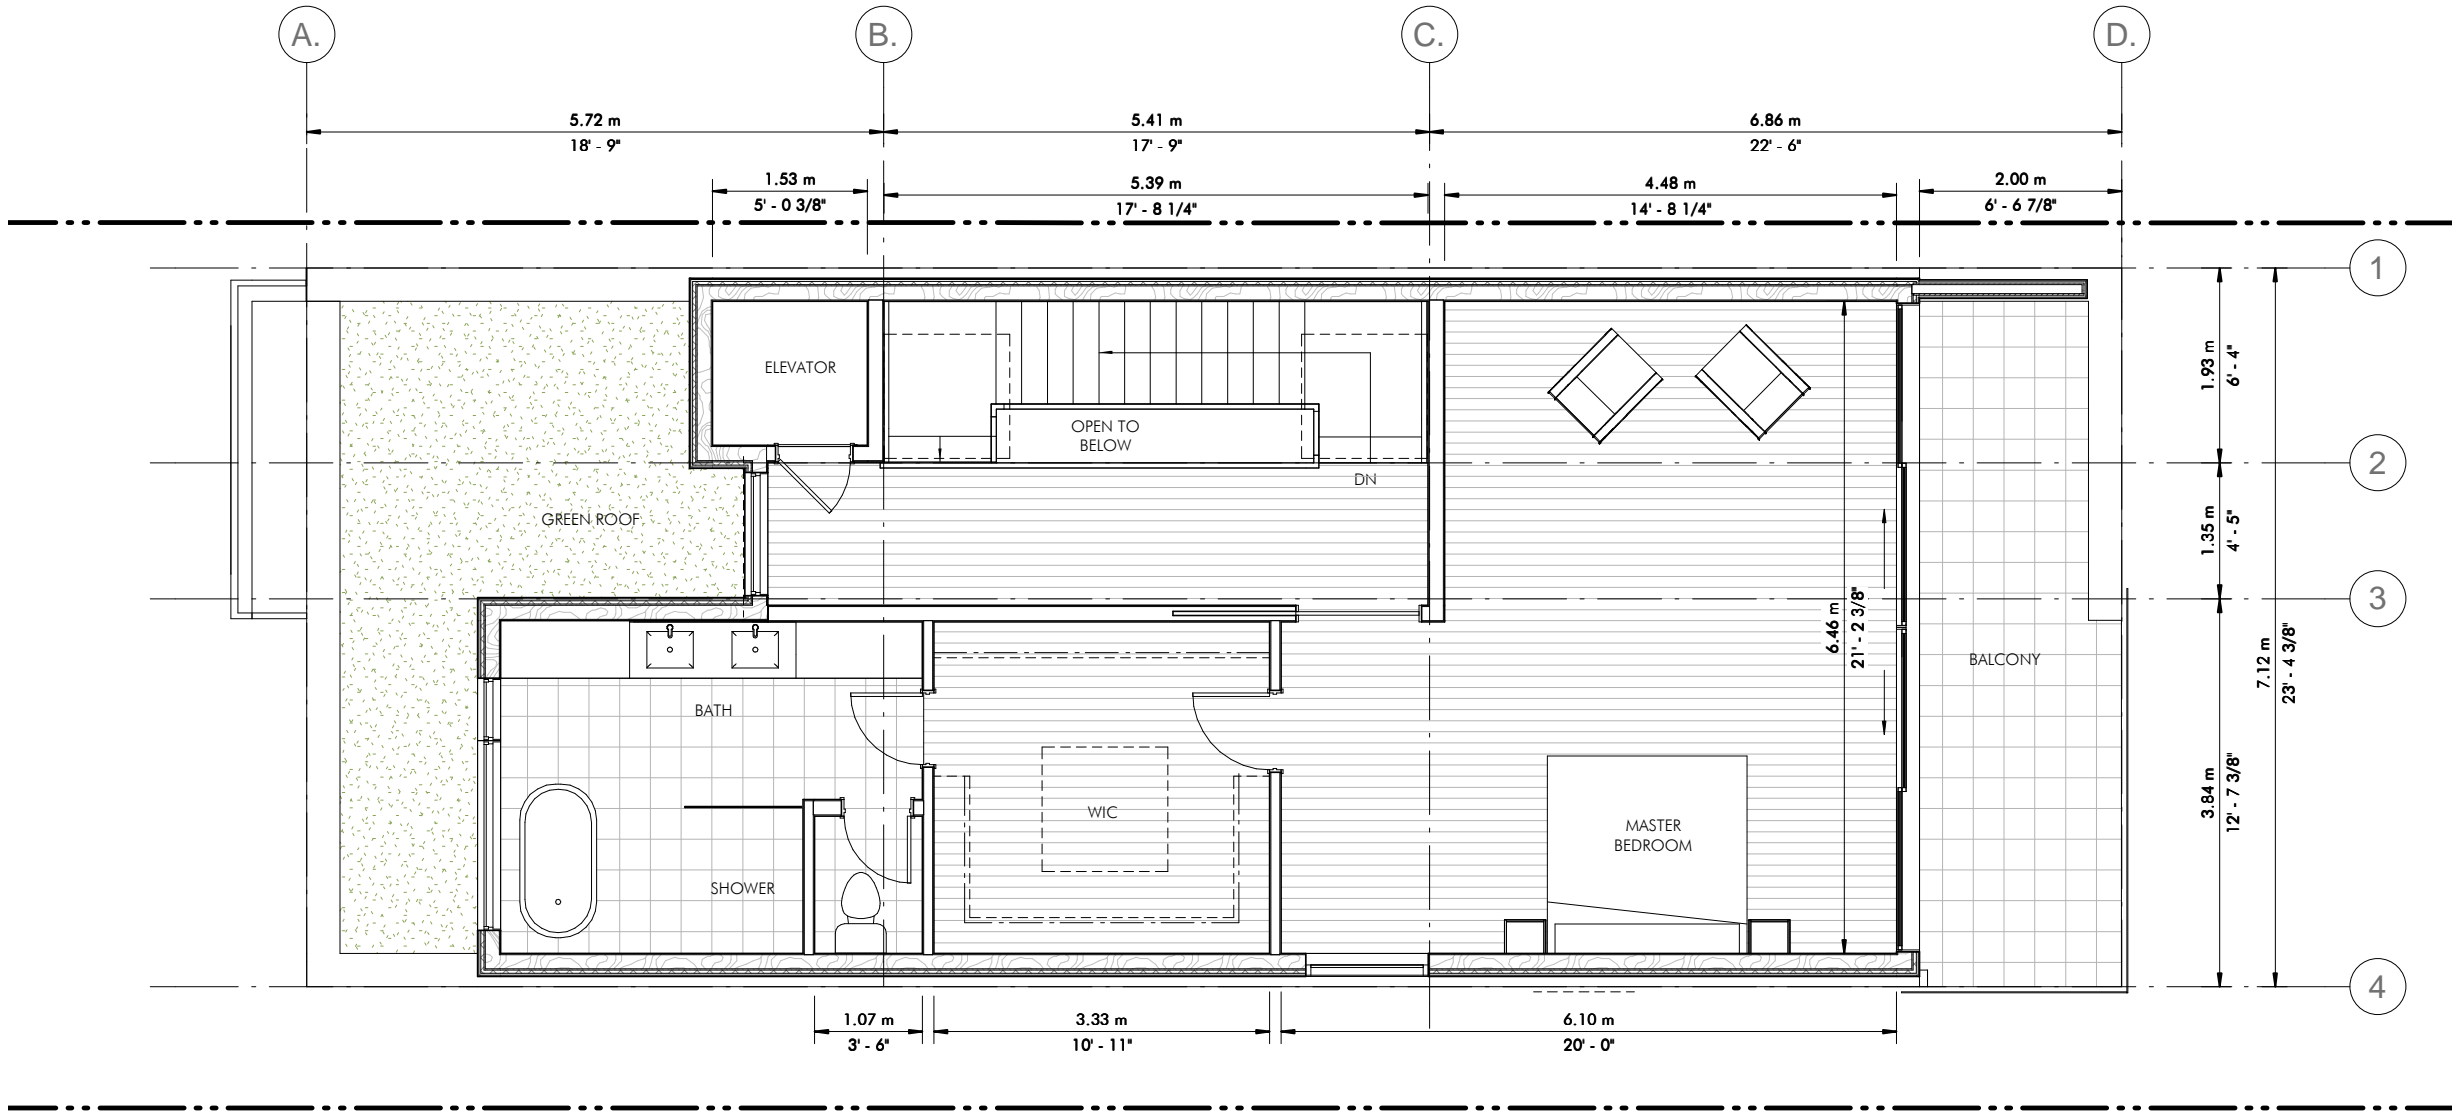 A.
B.
C.
D.
5.72 m
18' - 9"
5.41 m
17' - 9"
6.86 m
22' - 6"
1.53 m
5' - 0 3/8"
5.39 m
17' - 8 1/4"
4.48 m
14' - 8 1/4"
2.00 m
6' - 6 7/8"
1
ELEVATOR
1.93 m
6' - 4"
OPEN TO
BELOW
2
DN
GREEN ROOF
1.35 m
4' - 5"
3
6.46 m
21' - 2 3/8"
BALCONY
7.12 m
23' - 4 3/8"
BATH
WIC
3.84 m
12' - 7 3/8"
MASTER
BEDROOM
SHOWER
4
1.07 m
3' - 6"
3.33 m
10' - 11"
6.10 m
20' - 0"